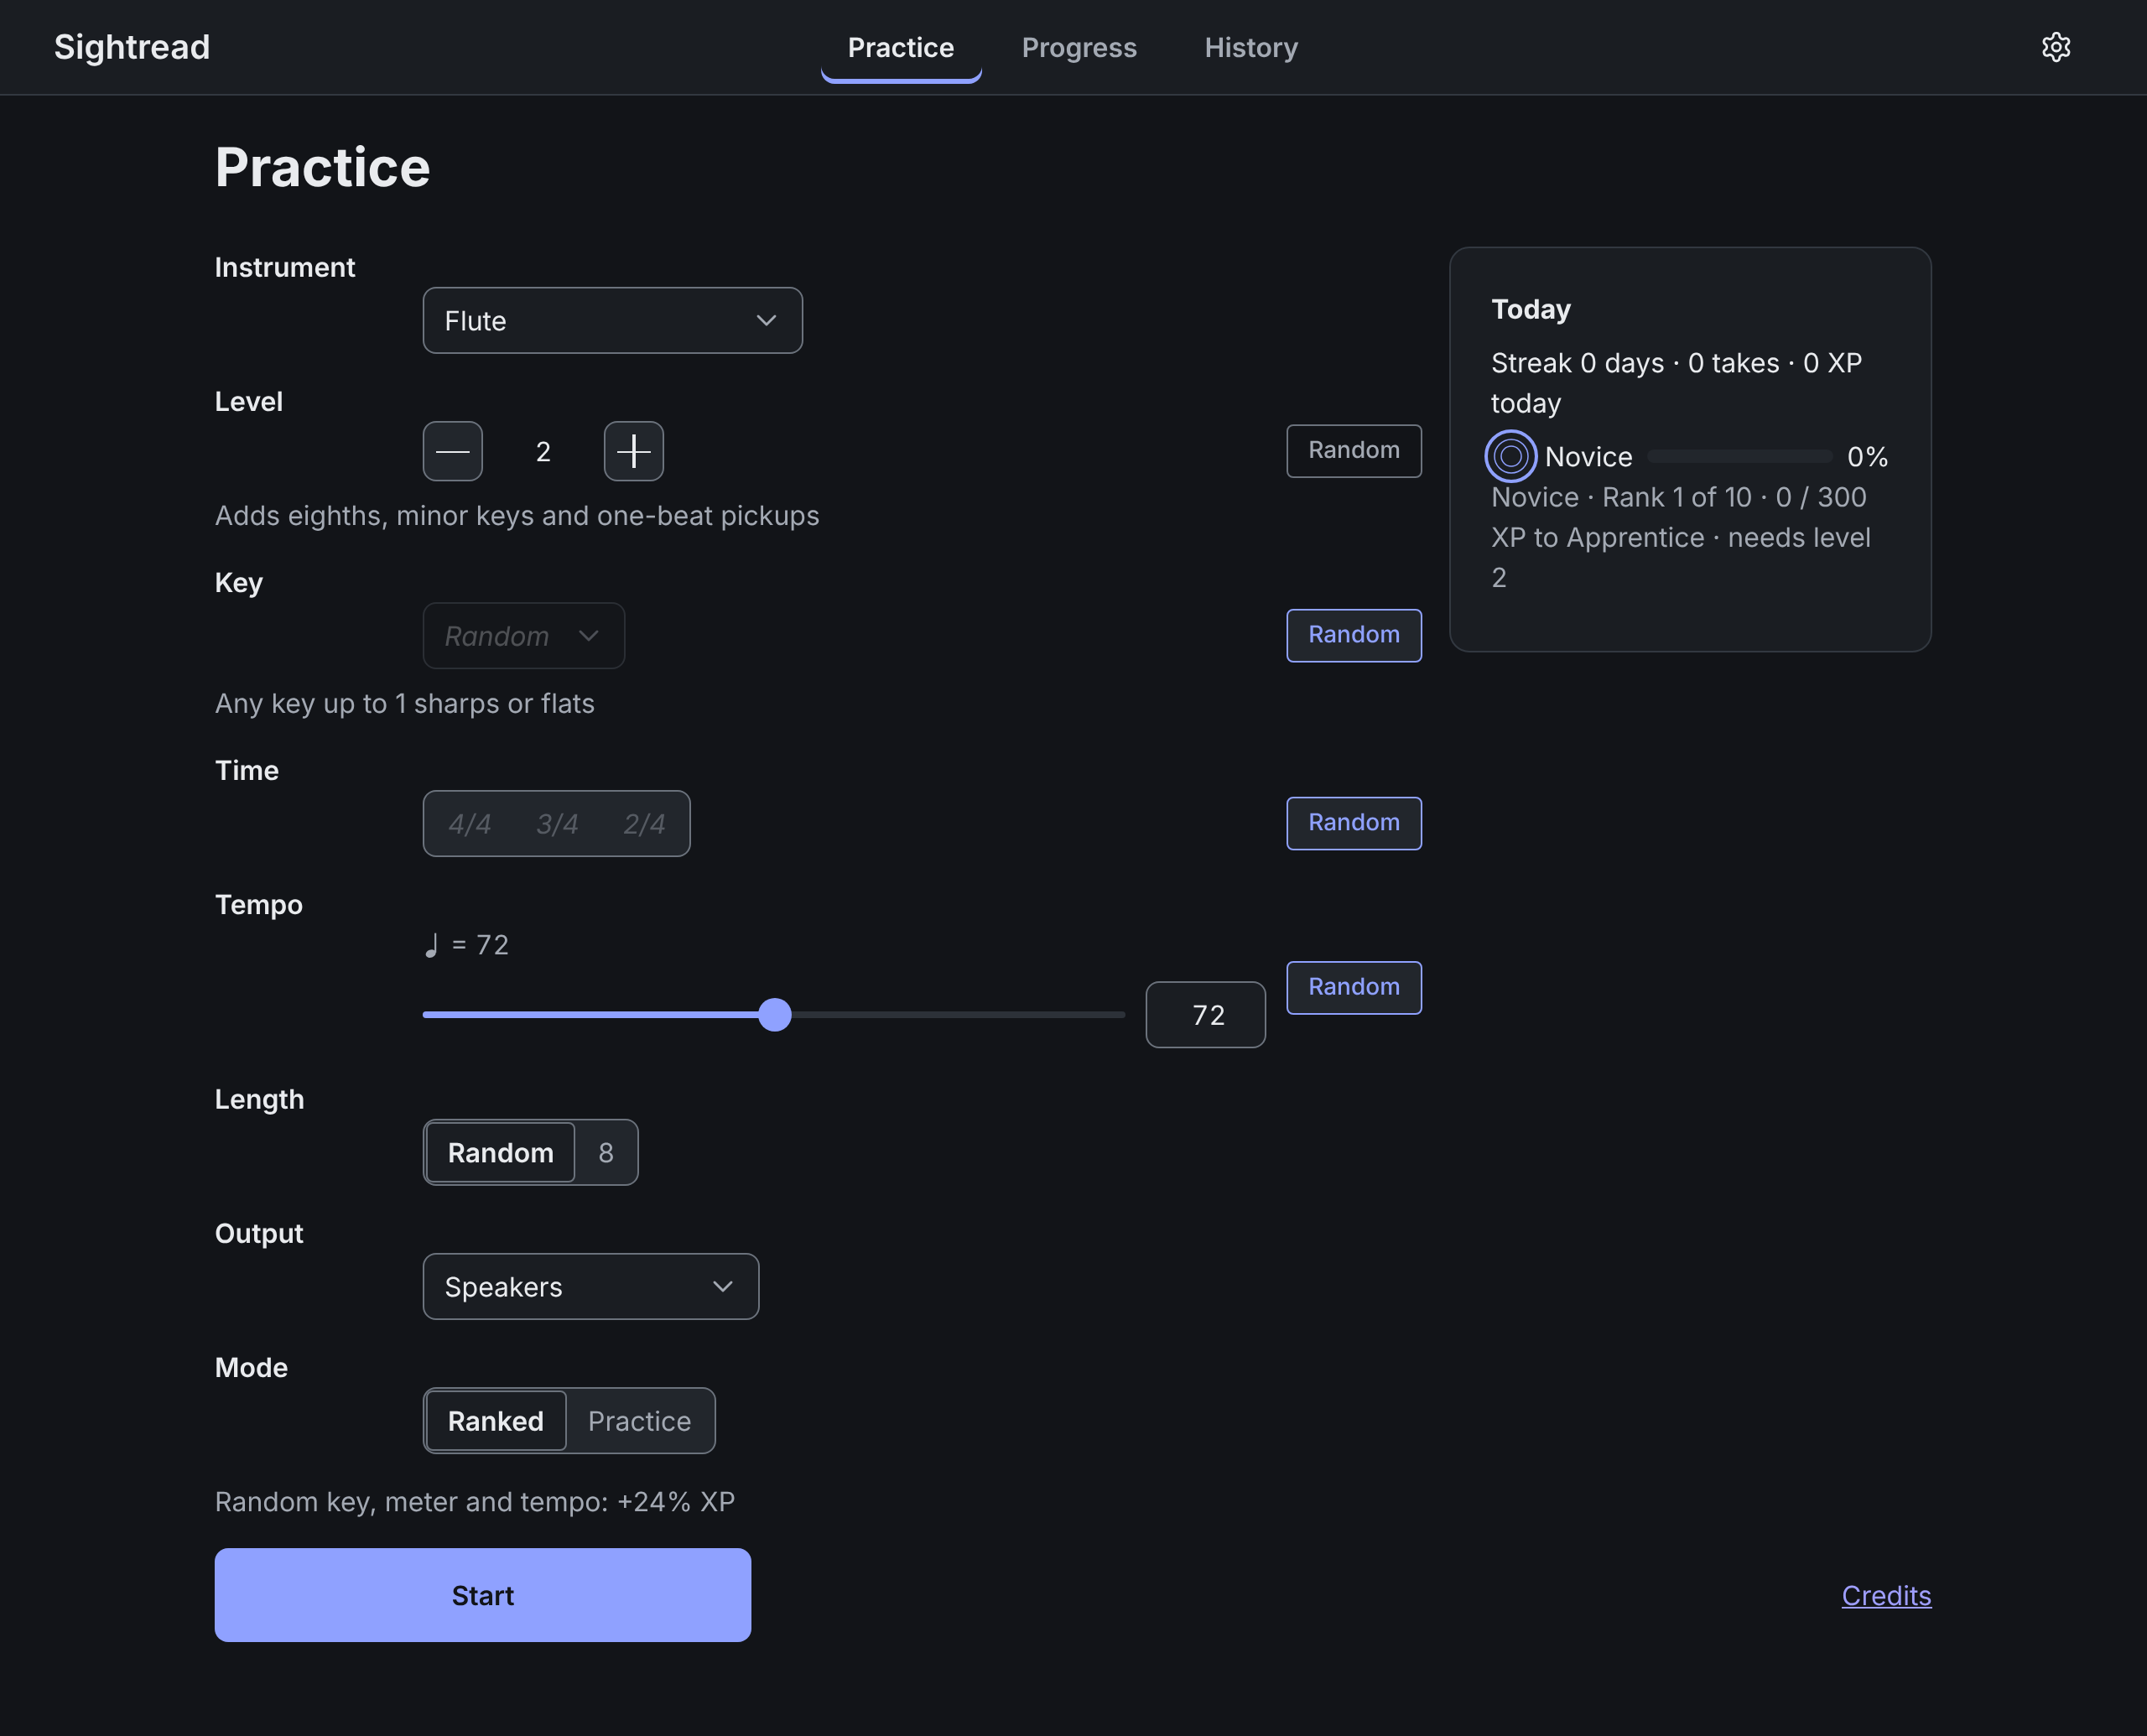 Sightread
Practice Progress History
Practice
Instrument
Flute
Level
2
Random
Adds eighths, minor keys and one-beat pickups
Key
Random
Random
Any key up to 1 sharps or flats
Time
4/4 3/4 2/4
Random
Tempo
♩ = 72
72
Random
Length
Random 8
Output
Speakers
Mode
Ranked Practice
Random key, meter and tempo: +24% XP
Start
Today
Streak 0 days · 0 takes · 0 XP
today
Novice 0%
Novice · Rank 1 of 10 · 0 / 300
XP to Apprentice · needs level
2
Credits